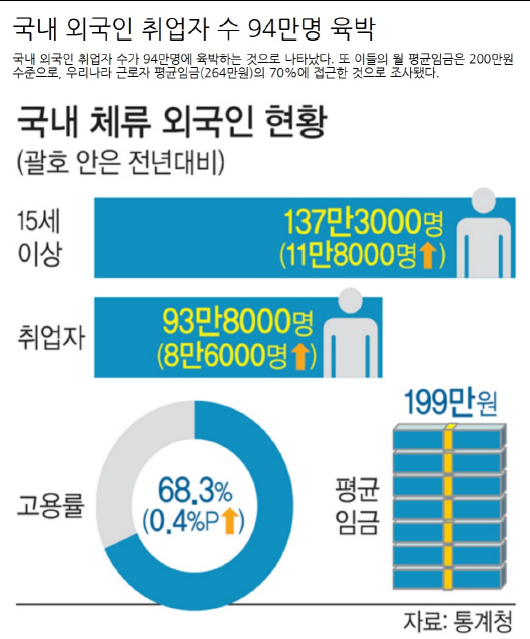 국내 외국인 취업자 수 94만명 육박
국내 외국인 취업자 수가 94만명에 육박하는 것으로 나타났다. 또 이들의 월 평균임금은 200만원
수준으로, 우리나라 근로자 평균임금(264만원)의 70%에 접근한 것으로 조사됐다.
국내 체류 외국인 현황
(괄호 안은 전년대비)
15세
이상
137만3000명
(11만8000명↑)
취업자
93만8000명
(8만6000명↑)
고용률
68.3%
(0.4%P↑)
평균
임금
199만원
자료: 통계청